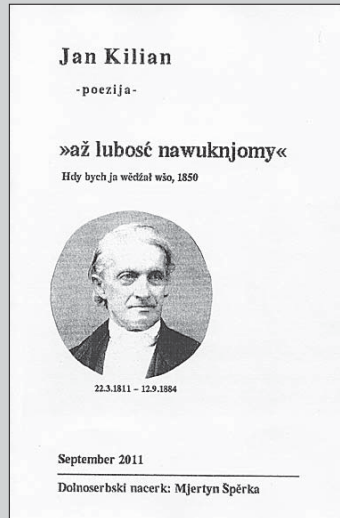 Jan Kilian
-poezija-
»až lubosć nawuknjomy«
Hdy bych ja wědźał wšo, 1850
22.3.1811 – 12.9.1884
September 2011
Dolnoserbski nacerk: Mjertyn Spěrka